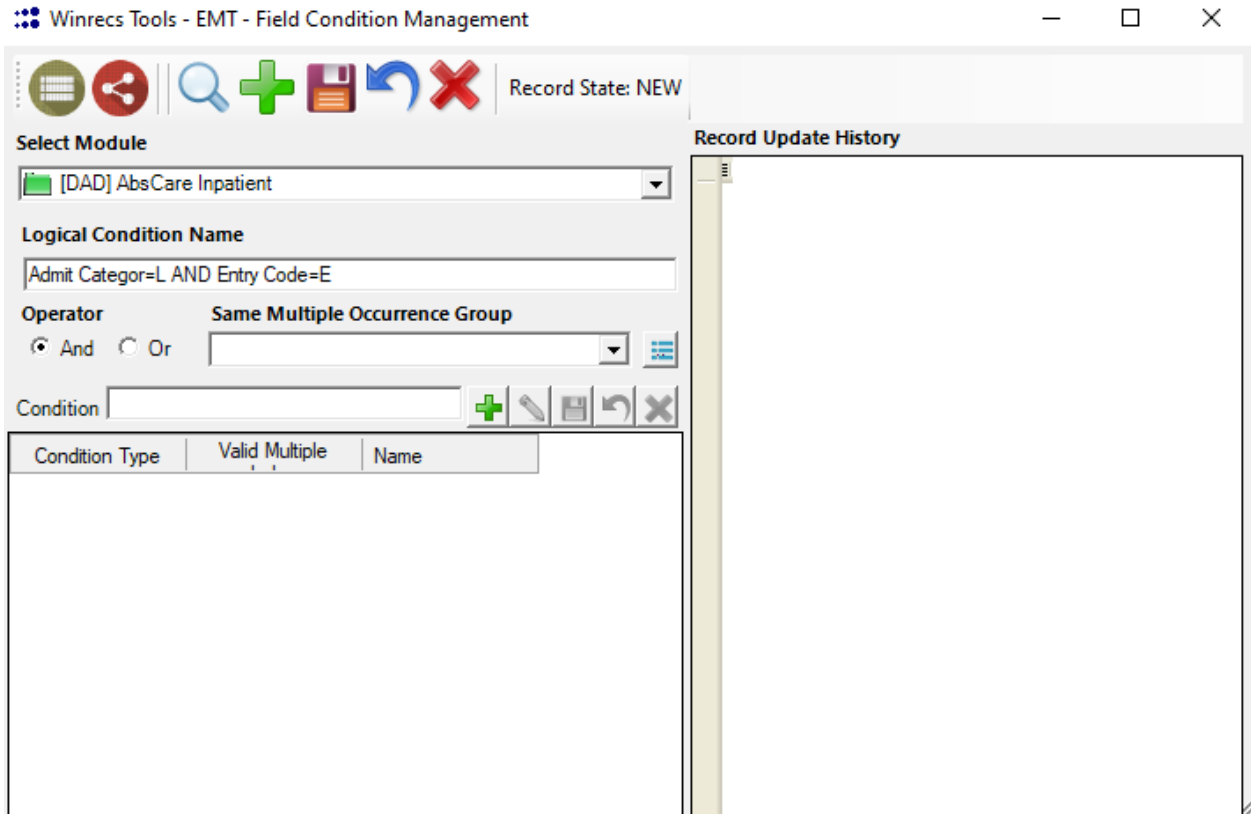 Winrecs Tools - EMT - Field Condition Management
Record State: NEW
Select Module
[DAD] AbsCare Inpatient
Logical Condition Name
Admit Categor=L AND Entry Code=E
Operator
Same Multiple Occurrence Group
And
Or
Condition
Condition Type
Valid Multiple
Name
Record Update History